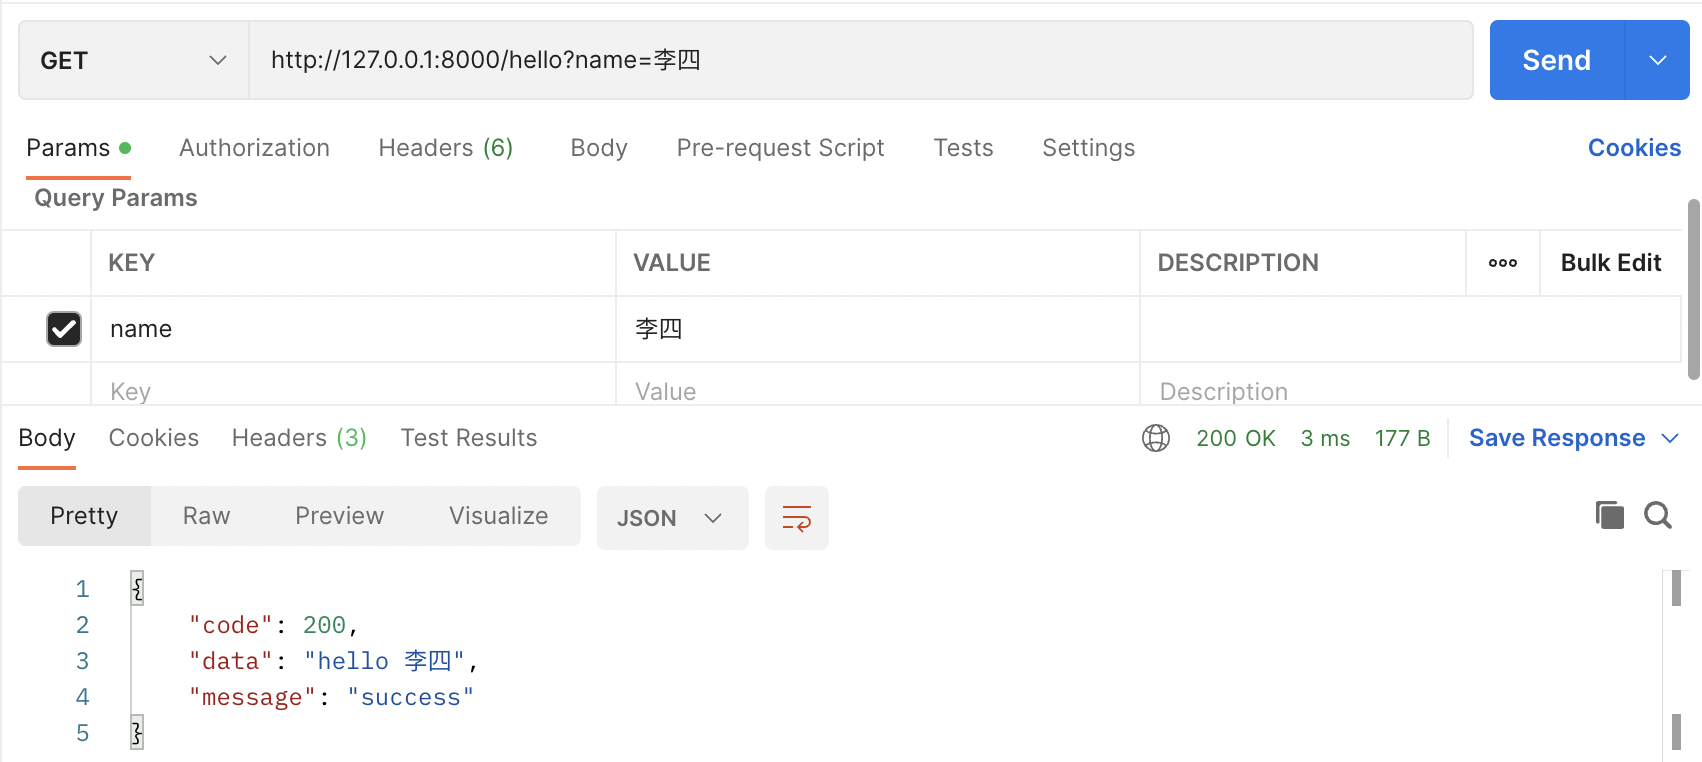 GET http://127.0.0.1:8000/hello?name=李四 Send
Params Authorization Headers (6) Body Pre-request Script Tests Settings Cookies
Query Params
KEY VALUE DESCRIPTION ooo Bulk Edit
name 李四
Key Value Description
Body Cookies Headers (3) Test Results 200 OK 3 ms 177 B Save Response
Pretty Raw Preview Visualize JSON
1 {
2 "code": 200,
3 "data": "hello 李四",
4 "message": "success"
5 }